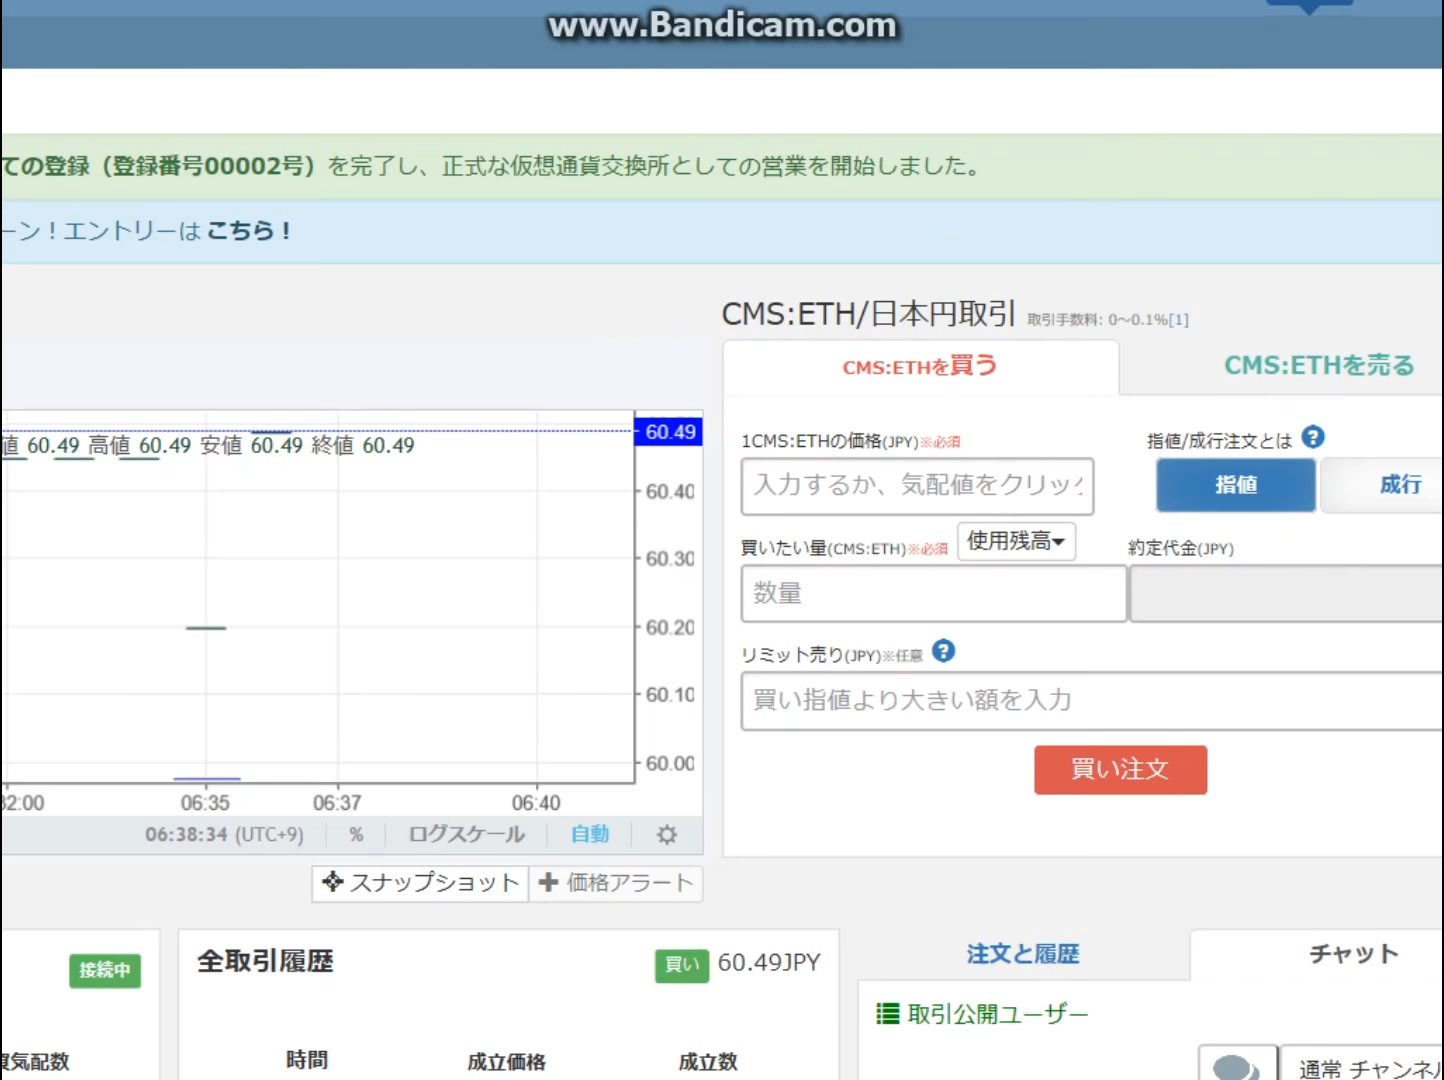 www.Bandicam.com
ての登録（登録番号00002号）を完了し、正式な仮想通貨交換所としての営業を開始しました。
ーン！エントリーは こちら！
CMS:ETH/日本円取引 取引手数料: 0〜0.1%[1]
CMS:ETHを買う
CMS:ETHを売る
60.49
値 60.49 高値 60.49 安値 60.49 終値 60.49
60.40
60.30
60.20
60.10
60.00
32:00 06:35 06:37 06:40
06:38:34 (UTC+9) % ログスケール 自動
スナップショット
価格アラート
1CMS:ETHの価格(JPY)※必須
指値/成行注文とは ?
入力するか、気配値をクリック
指値
成行
買いたい量(CMS:ETH)※必須 使用残高
約定代金(JPY)
数量
リミット売り(JPY)※任意 ?
買い指値より大きい額を入力
買い注文
接続中
買気配数
全取引履歴
買い 60.49JPY
時間 成立価格 成立数
注文と履歴
チャット
取引公開ユーザー
通常 チャンネル